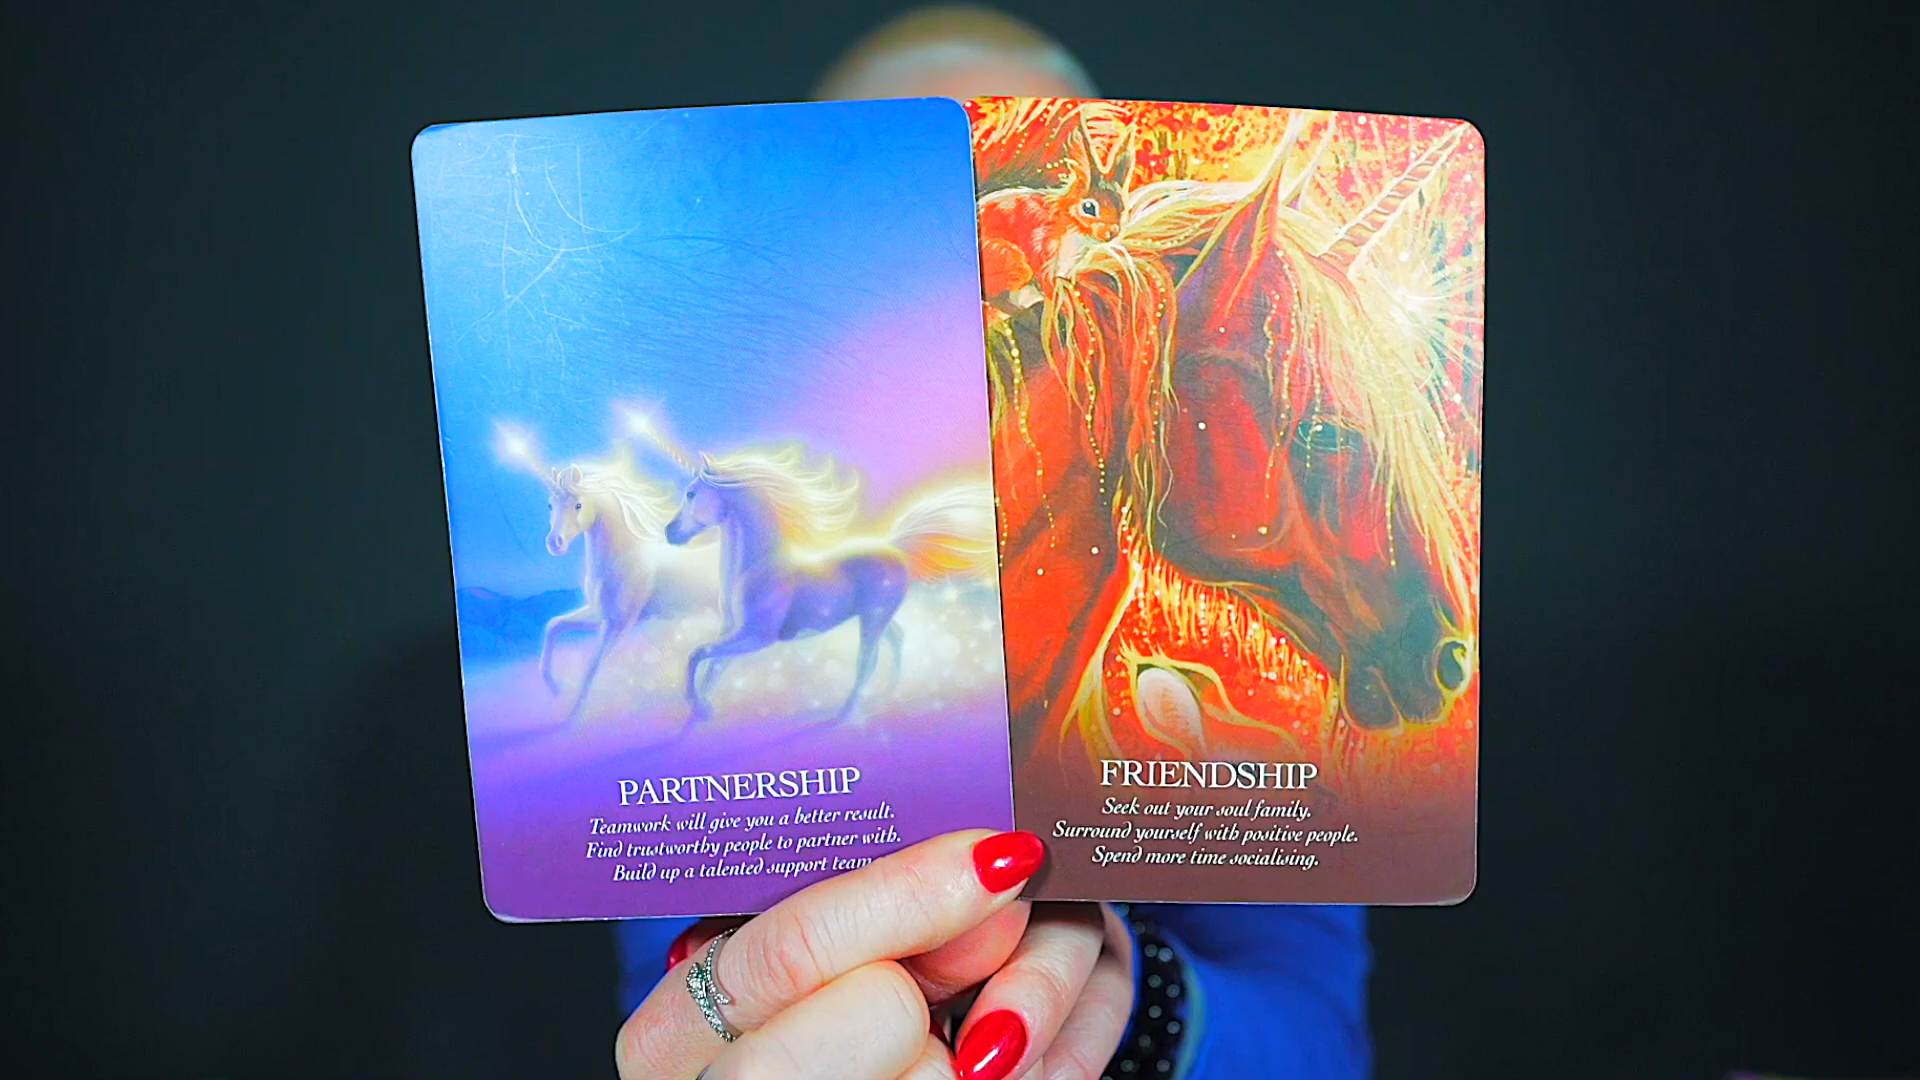 PARTNERSHIP
Teamwork will give you a better result.
Find trustworthy people to partner with.
Build up a talented support team
FRIENDSHIP
Seek out your soul family.
Surround yourself with positive people.
Spend more time socialising.